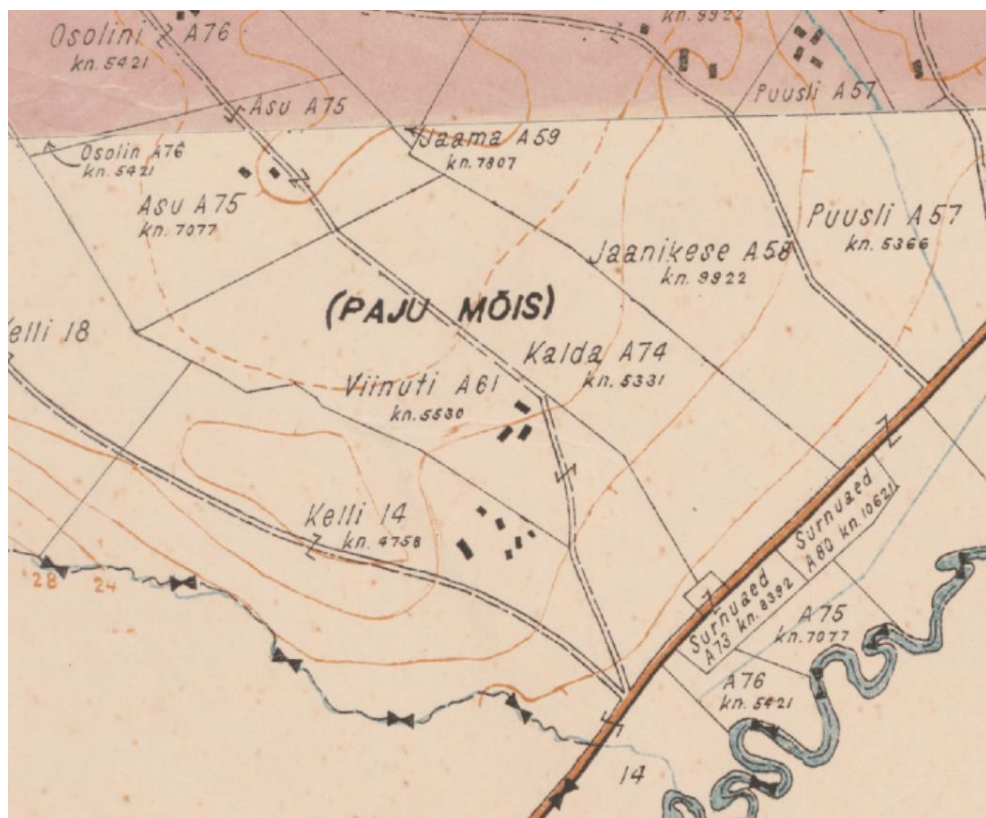 Osolini A76
kn. 5421
kn. 9922
Puusli A57
Asu A75
Jaama A59
kn. 7807
Osolin A76
kn. 5421
Asu A75
kn. 7077
Puusli A57
kn. 5366
Jaanikese A58
kn. 9922
(PAJU MÕIS)
elli 18
Kalda A74
kn. 5331
Viinuti A61
kn. 5530
Kelli 14
kn. 4758
Surnuaed
A80 kn. 10621
Surnuaed
A73 kn. 8392
28
24
A75
kn. 7077
A76
kn. 5421
14